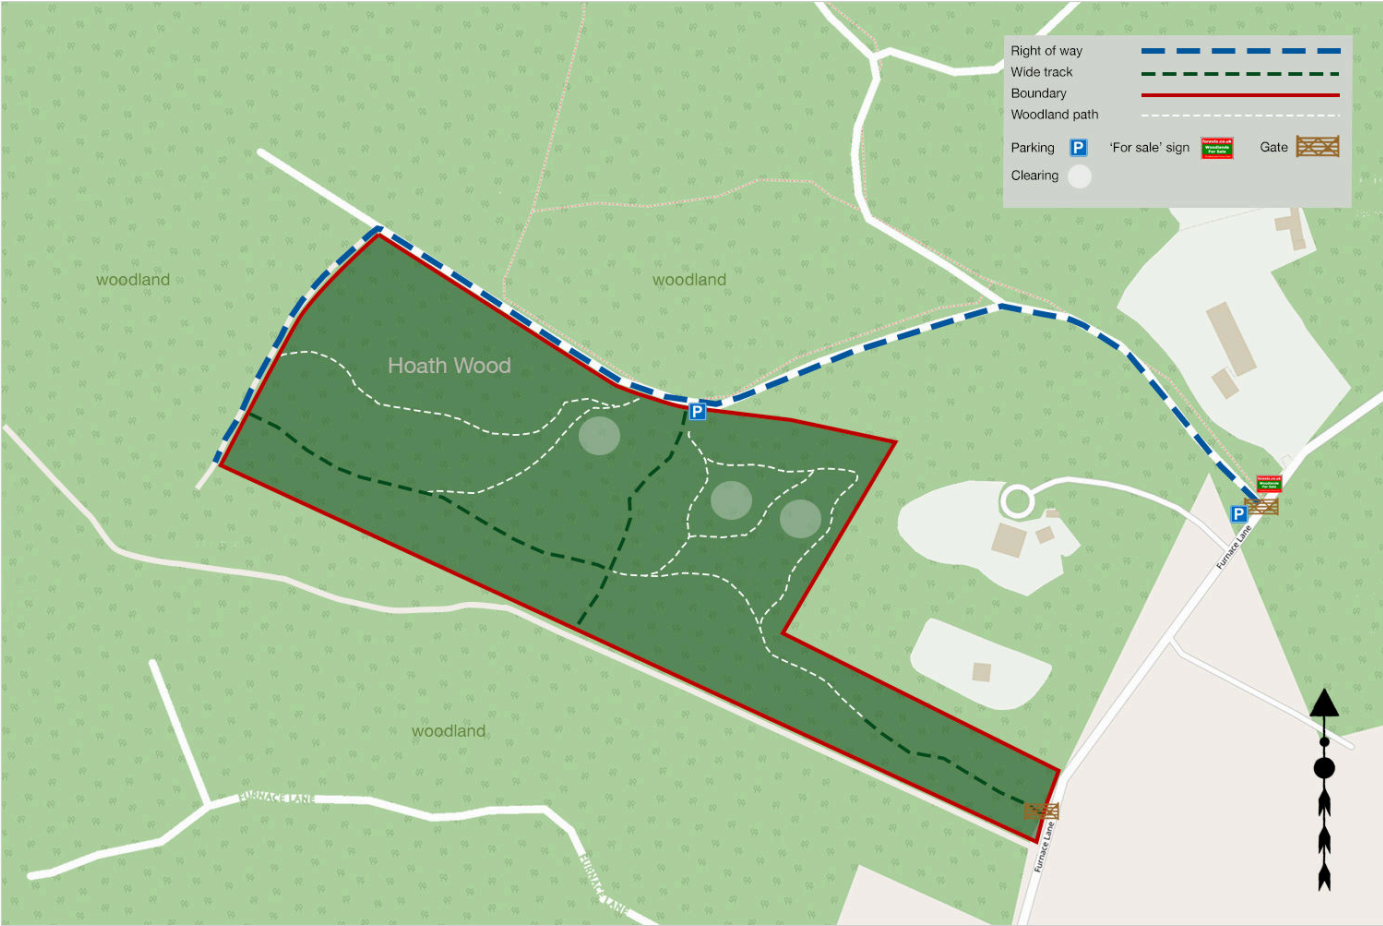 Right of way
Wide track
Boundary
Woodland path
Parking P 'For sale' sign Gate
Clearing
woodland
woodland
Hoath Wood
P
P
Furnace Lane
woodland
FURNACE LANE
Furnace Lane
FURNACE LANE